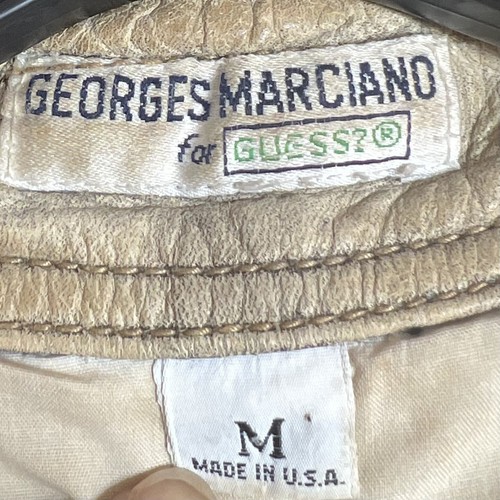 GEORGES MARCIANO
for GUESS?®
M
MADE IN U.S.A.